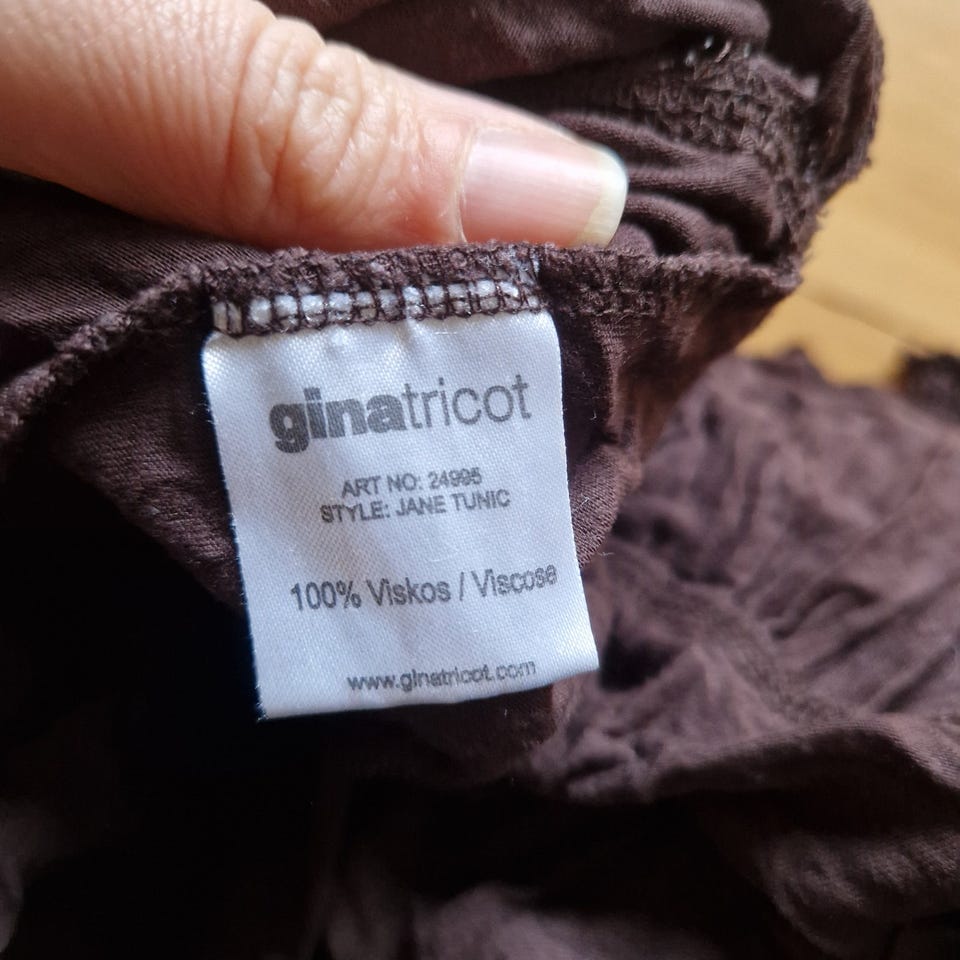 ginatricot
ART NO: 24995
STYLE: JANE TUNIC
100% Viskos / Viscose
www.ginatricot.com